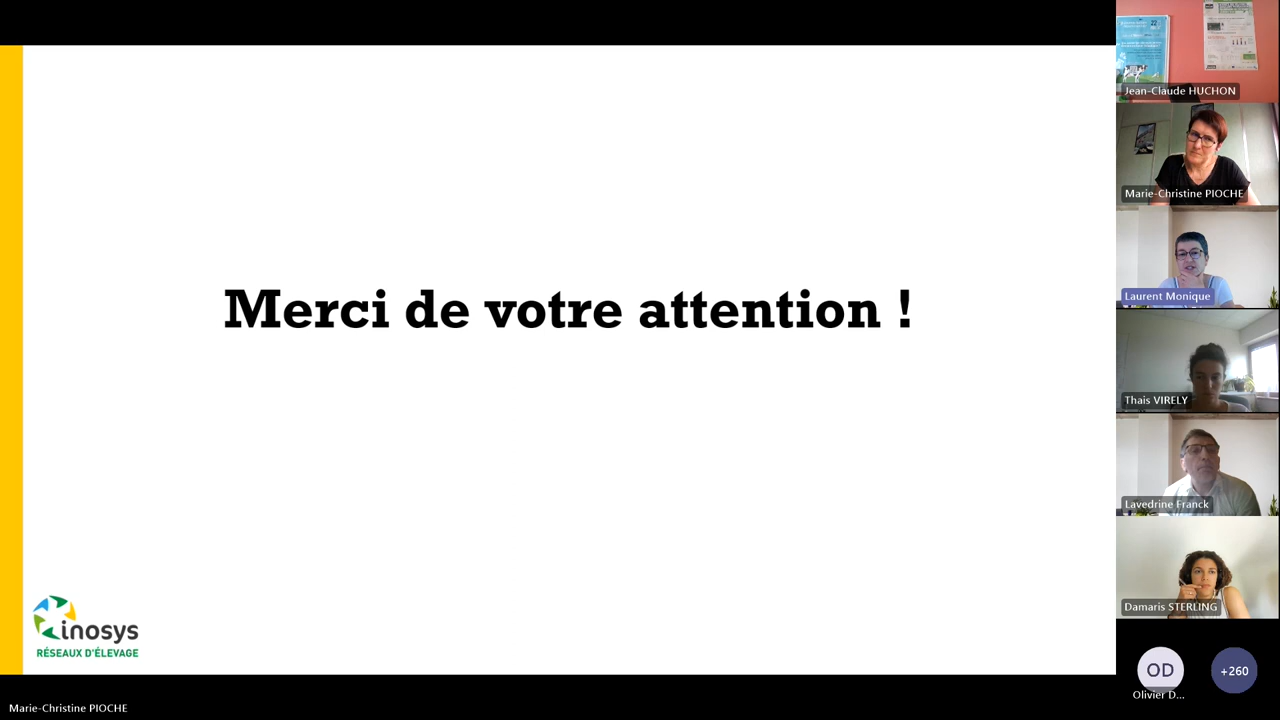 Merci de votre attention !
inosys
RÉSEAUX D'ÉLEVAGE
Marie-Christine PIOCHE
Jean-Claude HUCHON
Marie-Christine PIOCHE
Laurent Monique
Thais VIRELY
Lavedrine Franck
Damaris STERLING
OD
Olivier D...
+260